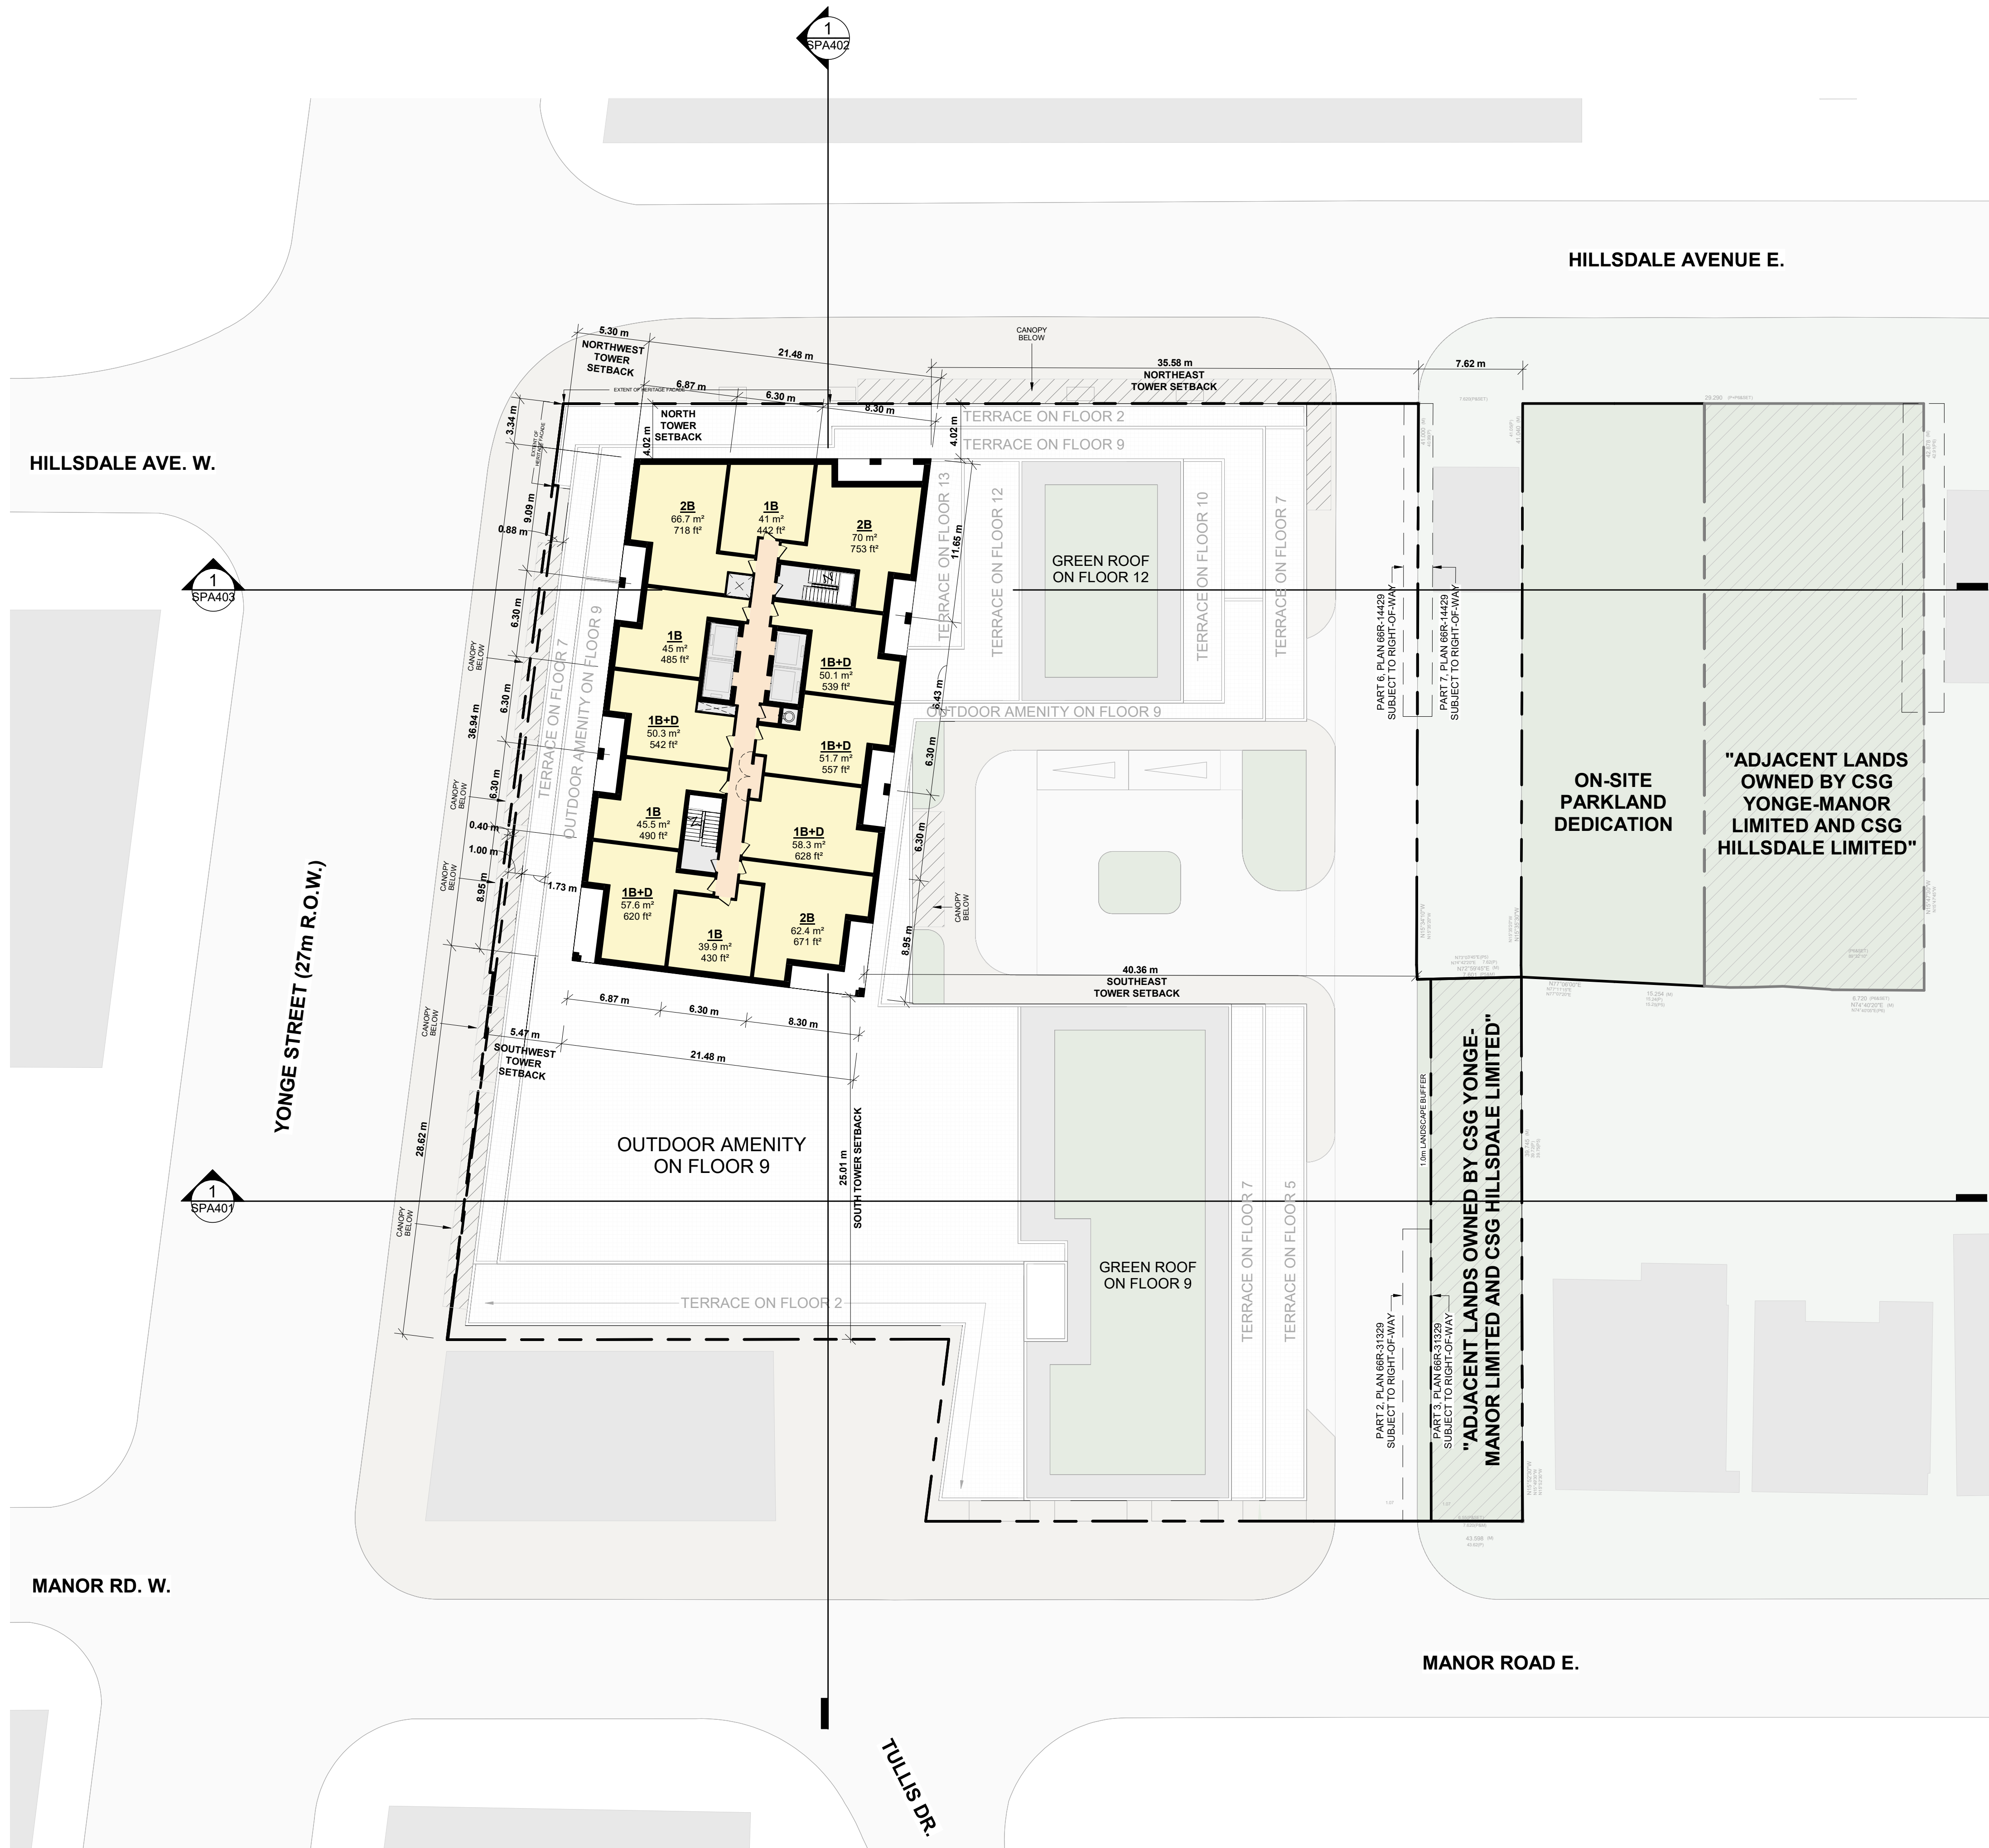 1
SPA402
HILLSDALE AVENUE E.
5.30 m
NORTHWEST
TOWER
SETBACK
21.48 m
CANOPY
BELOW
35.58 m
NORTHEAST
TOWER SETBACK
7.62 m
EXTENT OF HERITAGE FACADE
6.87 m
6.30 m
8.30 m
3.34 m
EXTENT OF
HERITAGE FACADE
NORTH
TOWER
SETBACK
4.02 m
4.02 m
TERRACE ON FLOOR 2
TERRACE ON FLOOR 9
HILLSDALE AVE. W.
9.09 m
0.88 m
2B
66.7 m²
718 ft²
1B
41 m²
442 ft²
2B
70 m²
753 ft²
TERRACE ON FLOOR 13
11.65 m
TERRACE ON FLOOR 12
GREEN ROOF
ON FLOOR 12
TERRACE ON FLOOR 10
TERRACE ON FLOOR 7
1
SPA403
PART 6, PLAN 66R-14429
SUBJECT TO RIGHT-OF-WAY
PART 7, PLAN 66R-14429
SUBJECT TO RIGHT-OF-WAY
6.30 m
CANOPY
BELOW
TERRACE ON FLOOR 7
OUTDOOR AMENITY ON FLOOR 9
1B
45 m²
485 ft²
1B+D
50.1 m²
539 ft²
6.30 m
6.43 m
OUTDOOR AMENITY ON FLOOR 9
36.94 m
1B+D
50.3 m²
542 ft²
1B+D
51.7 m²
557 ft²
6.30 m
6.30 m
CANOPY
BELOW
ON-SITE
PARKLAND
DEDICATION
"ADJACENT LANDS
OWNED BY CSG
YONGE-MANOR
LIMITED AND CSG
HILLSDALE LIMITED"
0.40 m
1.00 m
1B
45.5 m²
490 ft²
1B+D
58.3 m²
628 ft²
6.30 m
CANOPY
BELOW
8.95 m
1.73 m
1B+D
57.6 m²
620 ft²
1B
39.9 m²
430 ft²
2B
62.4 m²
671 ft²
CANOPY
BELOW
8.95 m
YONGE STREET (27m R.O.W.)
40.36 m
SOUTHEAST
TOWER SETBACK
6.87 m
6.30 m
8.30 m
CANOPY
BELOW
5.47 m
SOUTHWEST
TOWER
SETBACK
21.48 m
28.62 m
OUTDOOR AMENITY
ON FLOOR 9
25.01 m
SOUTH TOWER SETBACK
1.0m LANDSCAPE BUFFER
"ADJACENT LANDS OWNED BY CSG YONGE-
MANOR LIMITED AND CSG HILLSDALE LIMITED"
1
SPA401
CANOPY
BELOW
TERRACE ON FLOOR 2
GREEN ROOF
ON FLOOR 9
TERRACE ON FLOOR 7
TERRACE ON FLOOR 5
PART 2, PLAN 66R-31329
SUBJECT TO RIGHT-OF-WAY
PART 3, PLAN 66R-31329
SUBJECT TO RIGHT-OF-WAY
MANOR RD. W.
MANOR ROAD E.
TULLIS DR.